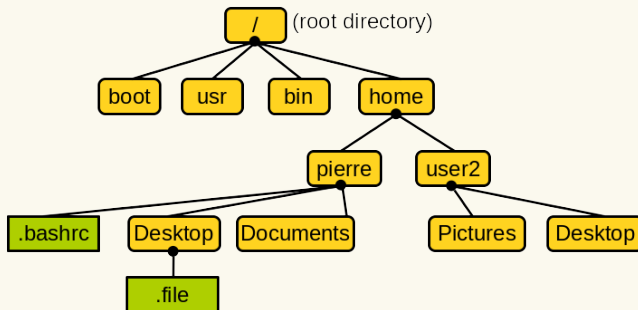 / (root directory)
boot usr bin home
pierre user2
.bashrc Desktop Documents Pictures Desktop
.file